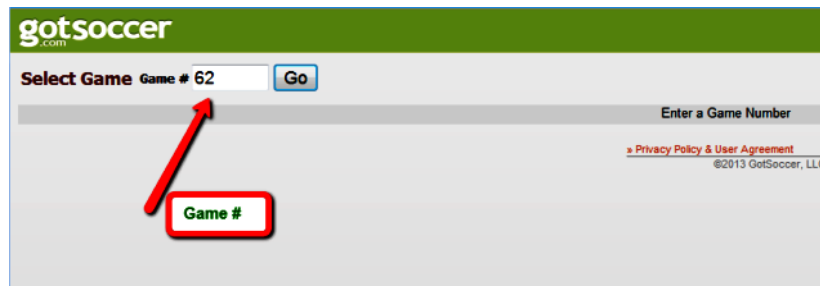 gotsoccer
.com
Select Game Game # 62 Go
Enter a Game Number
» Privacy Policy & User Agreement
©2013 GotSoccer, LL
Game #